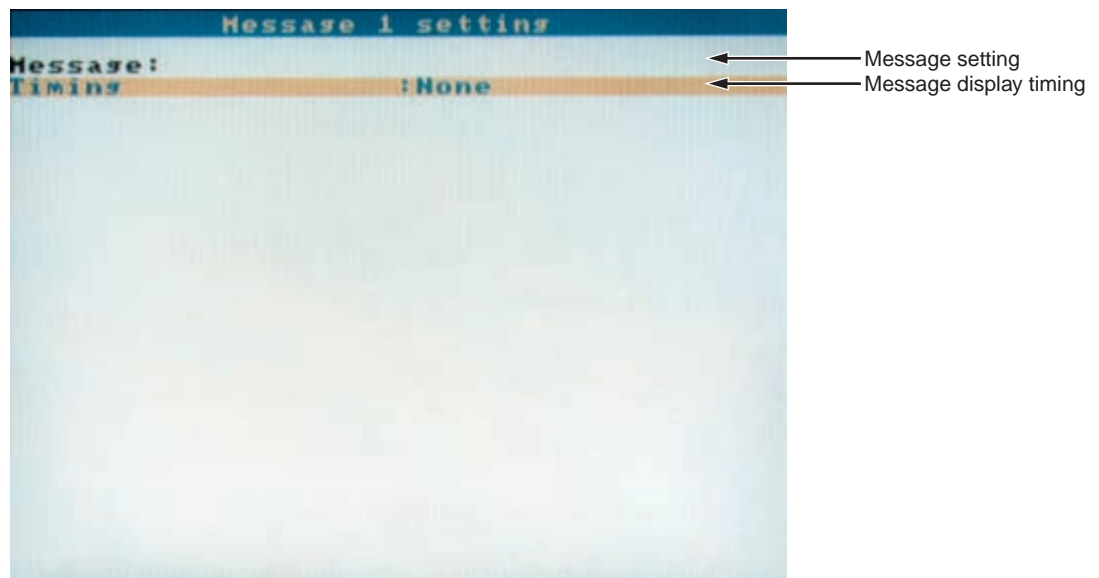 Message 1 setting
Message:
Message setting
Timing :None
Message display timing